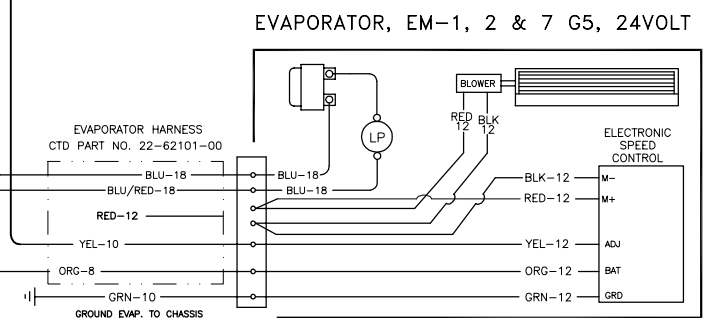 EVAPORATOR, EM-1, 2 & 7 G5, 24VOLT
BLOWER
RED 12
BLK 12
LP
EVAPORATOR HARNESS
CTD PART NO. 22-62101-00
ELECTRONIC
SPEED
CONTROL
BLU-18
BLU-18
BLK-12
M-
BLU/RED-18
BLU-18
RED-12
M+
RED-12
YEL-10
YEL-12
ADJ
ORG-8
ORG-12
BAT
GRN-10
GRN-12
GRD
GROUND EVAP. TO CHASSIS